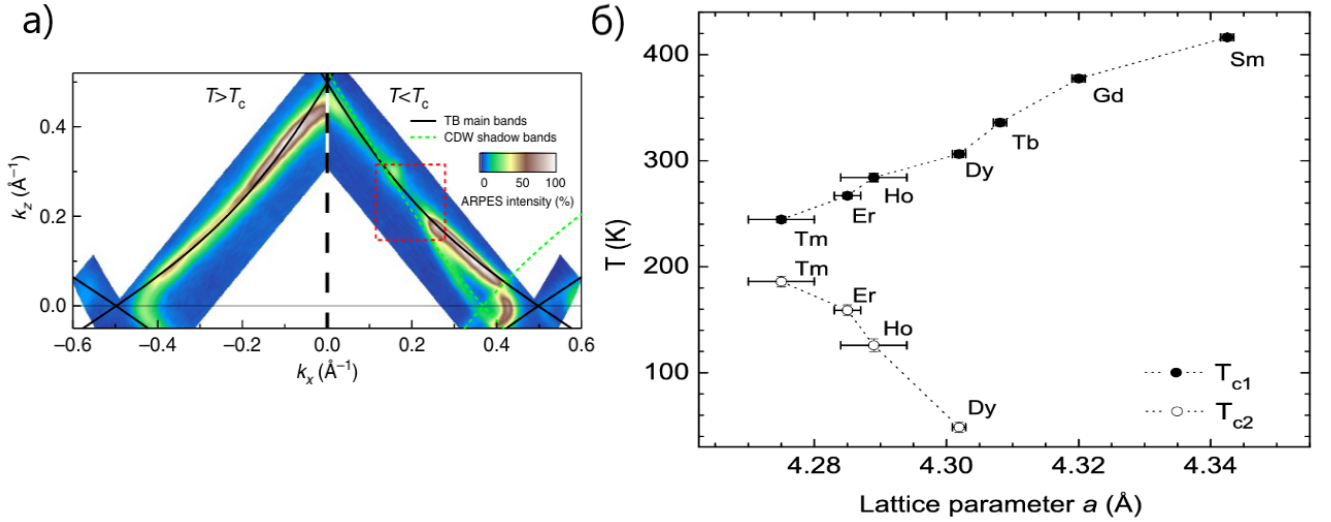 а)
T>Tc
T<Tc
TB main bands
CDW shadow bands
0 50 100
ARPES intensity (%)
0.4
0.2
0.0
kz (Å−1)
−0.6 −0.4 −0.2 0.0 0.2 0.4 0.6
kx (Å−1)
б)
400
300
200
100
T (K)
Sm
Gd
Tb
Dy
Ho
Er
Tm
Tm
Er
Ho
Dy
Tc1
Tc2
4.28 4.30 4.32 4.34
Lattice parameter a (Å)